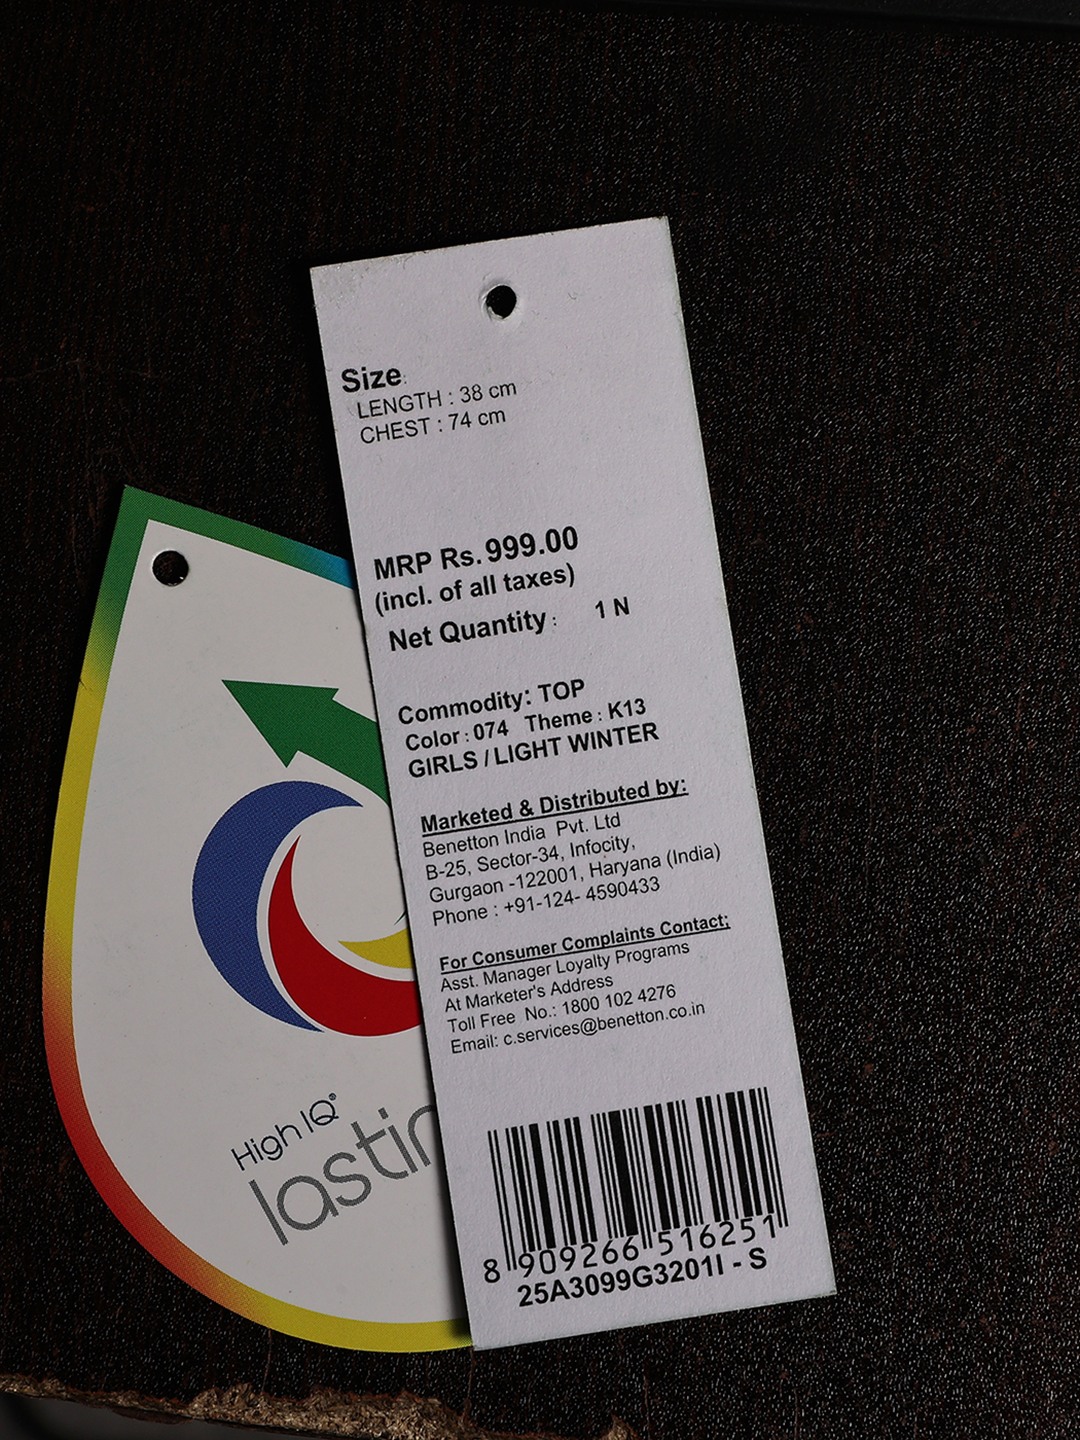 Size:
LENGTH : 38 cm
CHEST : 74 cm
MRP Rs. 999.00
(incl. of all taxes)
Net Quantity : 1 N
Commodity: TOP
Color : 074 Theme : K13
GIRLS / LIGHT WINTER
Marketed & Distributed by:
Benetton India Pvt. Ltd
B-25, Sector-34, Infocity,
Gurgaon -122001, Haryana (India)
Phone : +91-124- 4590433
For Consumer Complaints Contact;
Asst. Manager Loyalty Programs
At Marketer's Address
Toll Free No.: 1800 102 4276
Email: c.services@benetton.co.in
8 909266 516251
25A3099G3201I - S
High IQ®